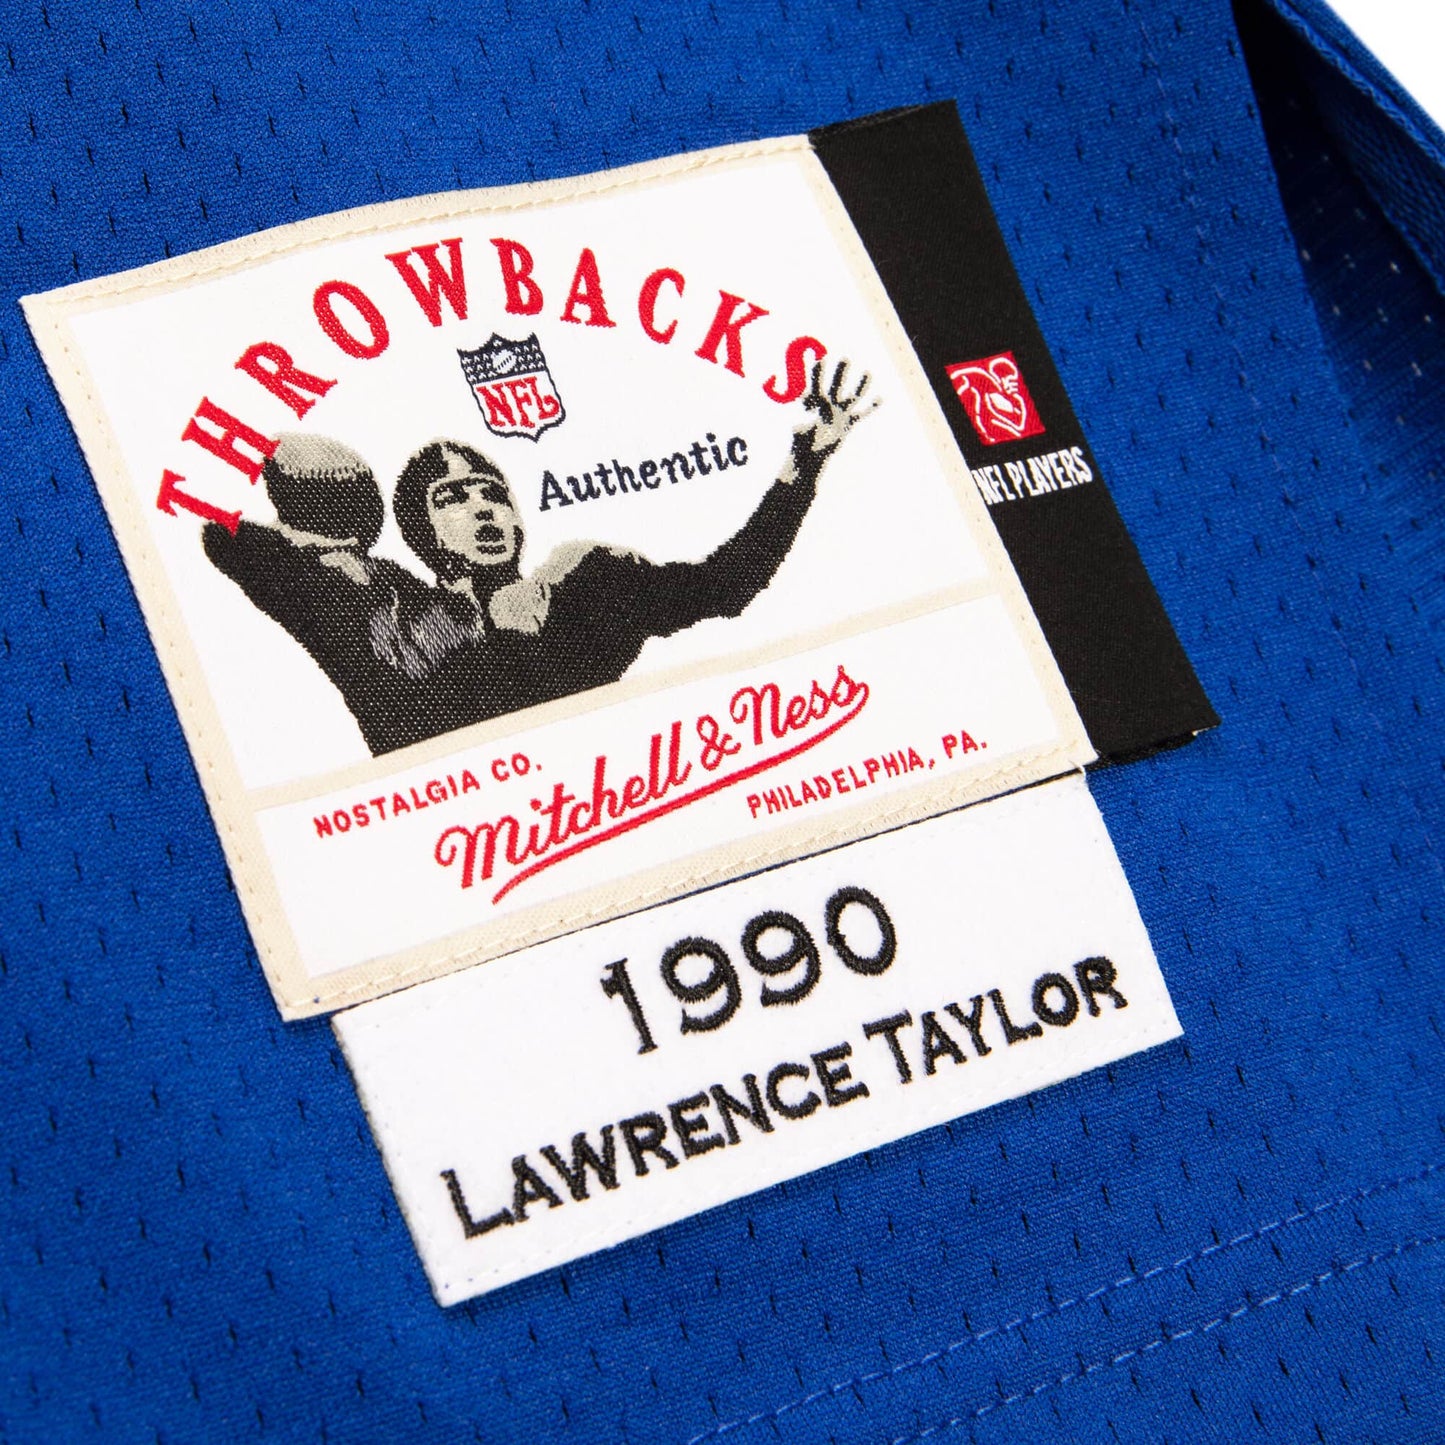 THROWBACKS
NFL
Authentic
NFL PLAYERS
NOSTALGIA CO.
Mitchell & Ness
PHILADELPHIA, PA.
1990
LAWRENCE TAYLOR